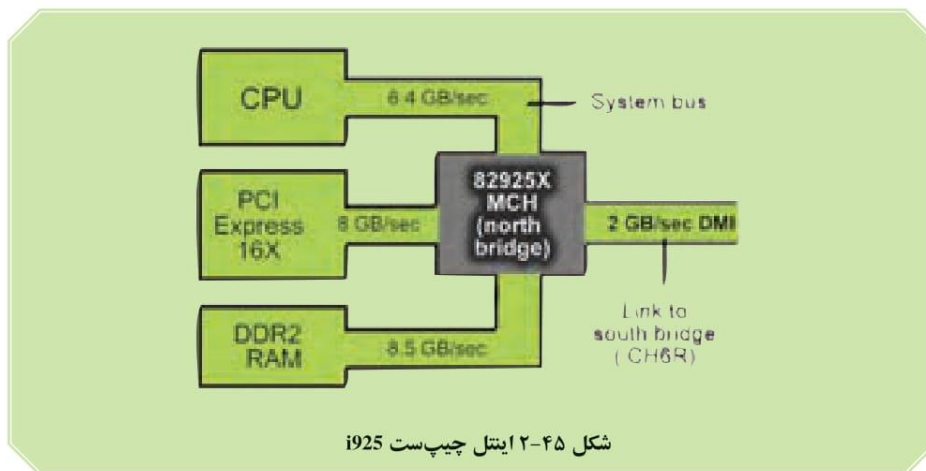 CPU
6.4 GB/sec
System bus
PCI
Express
16X
8 GB/sec
82925X
MCH
(north
bridge)
2 GB/sec DMI
DDR2
RAM
8.5 GB/sec
Link to
south bridge
( CH6R)
شکل ۴۵-۲ اینتل چیپ‌ست i925